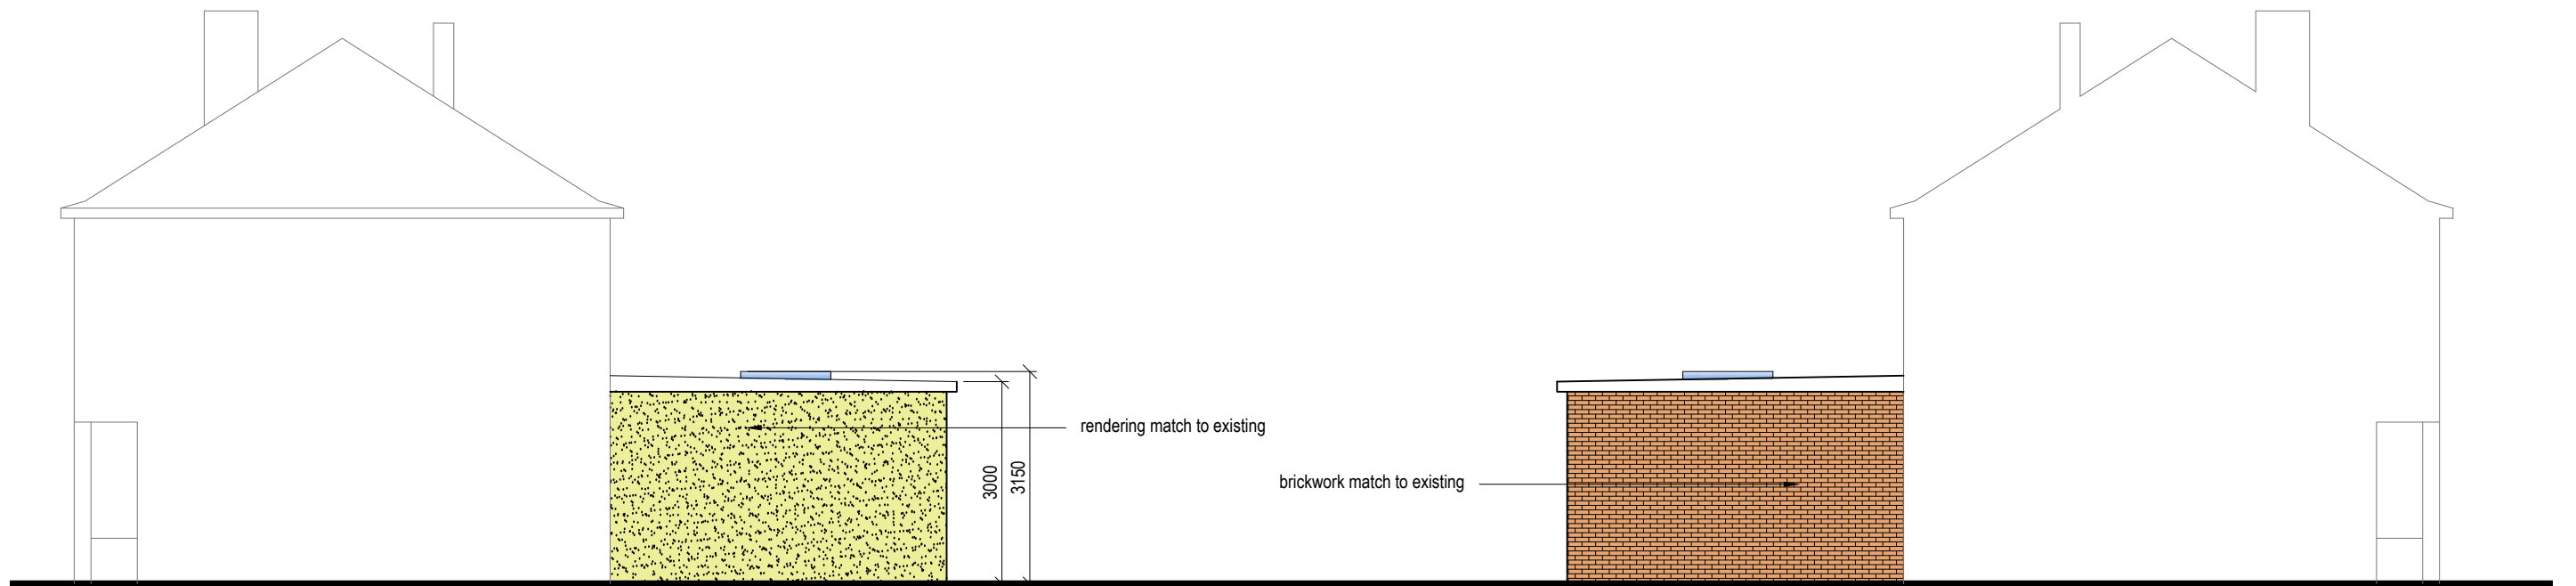 rendering match to existing
3000
3150
brickwork match to existing